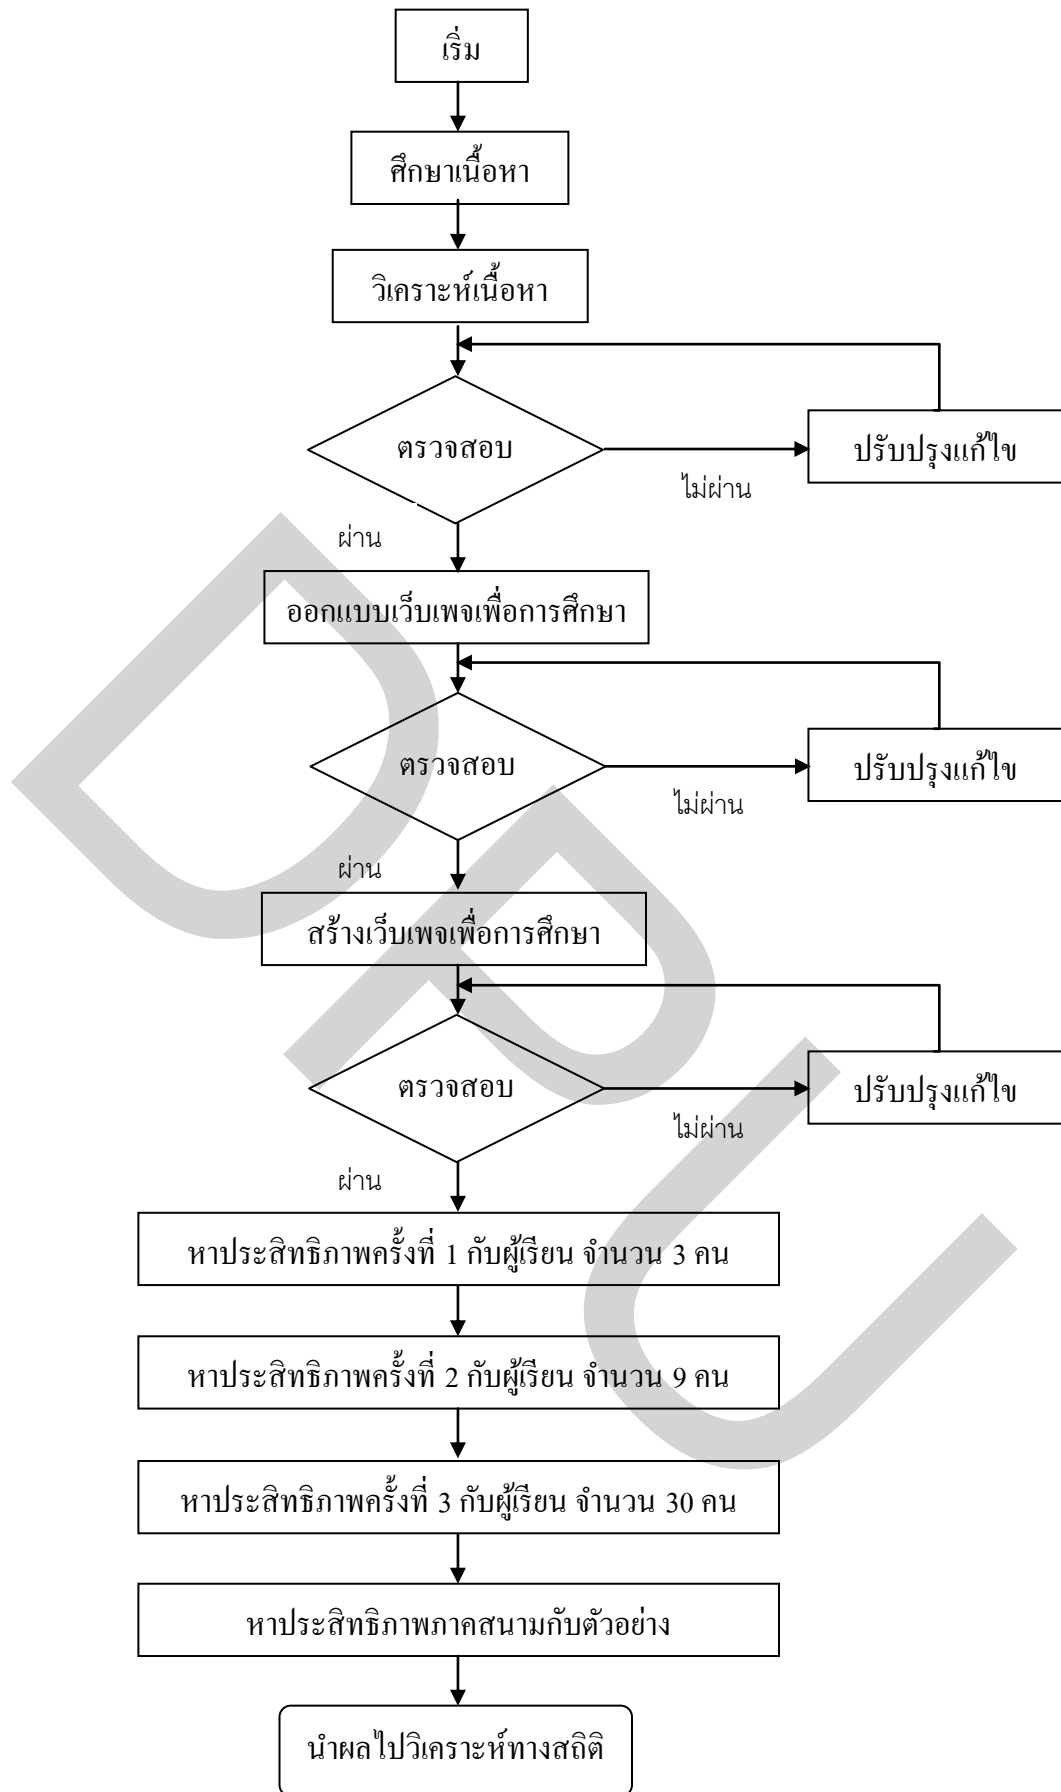 เริ่ม
ศึกษาเนื้อหา
วิเคราะห์เนื้อหา
ตรวจสอบ
ปรับปรุงแก้ไข
ไม่ผ่าน
ผ่าน
ออกแบบเว็บเพจเพื่อการศึกษา
ตรวจสอบ
ปรับปรุงแก้ไข
ไม่ผ่าน
ผ่าน
สร้างเว็บเพจเพื่อการศึกษา
ตรวจสอบ
ปรับปรุงแก้ไข
ไม่ผ่าน
ผ่าน
หาประสิทธิภาพครั้งที่ 1 กับผู้เรียน จำนวน 3 คน
หาประสิทธิภาพครั้งที่ 2 กับผู้เรียน จำนวน 9 คน
หาประสิทธิภาพครั้งที่ 3 กับผู้เรียน จำนวน 30 คน
หาประสิทธิภาพภาคสนามกับตัวอย่าง
นำผลไปวิเคราะห์ทางสถิติ
DPU